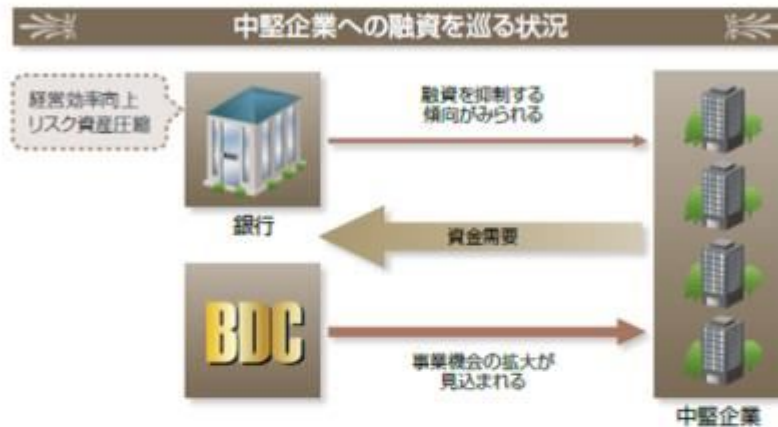 中堅企業への融資を巡る状況
経営効率向上
リスク資産圧縮
融資を抑制する
傾向がみられる
銀行
資金需要
BDC
事業機会の拡大が
見込まれる
中堅企業